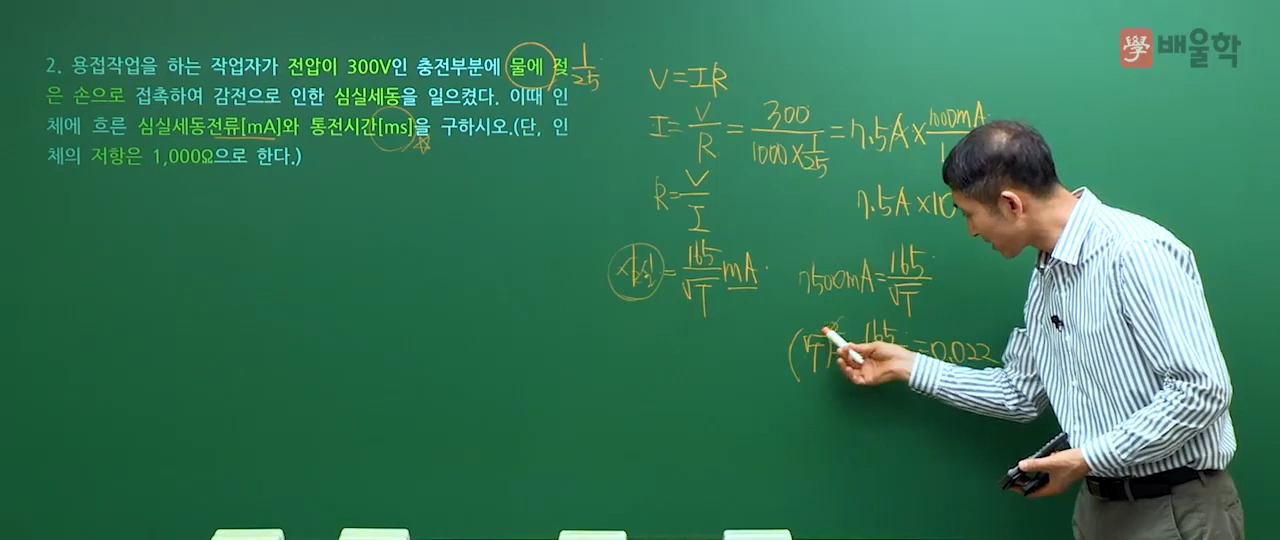 學 배울학
2. 용접작업을 하는 작업자가 전압이 300V인 충전부분에 물에 젖
은 손으로 접촉하여 감전으로 인한 심실세동을 일으켰다. 이때 인
체에 흐른 심실세동전류[mA]와 통전시간[ms]을 구하시오.(단, 인
체의 저항은 1,000Ω으로 한다.)
1/25
V=IR
I=V/R=300/1000×1/25=7.5A×1000mA/1
R=V/I
7.5A×10
=165/√T mA
7500mA=165/√T
(√T)² 165 =0.022